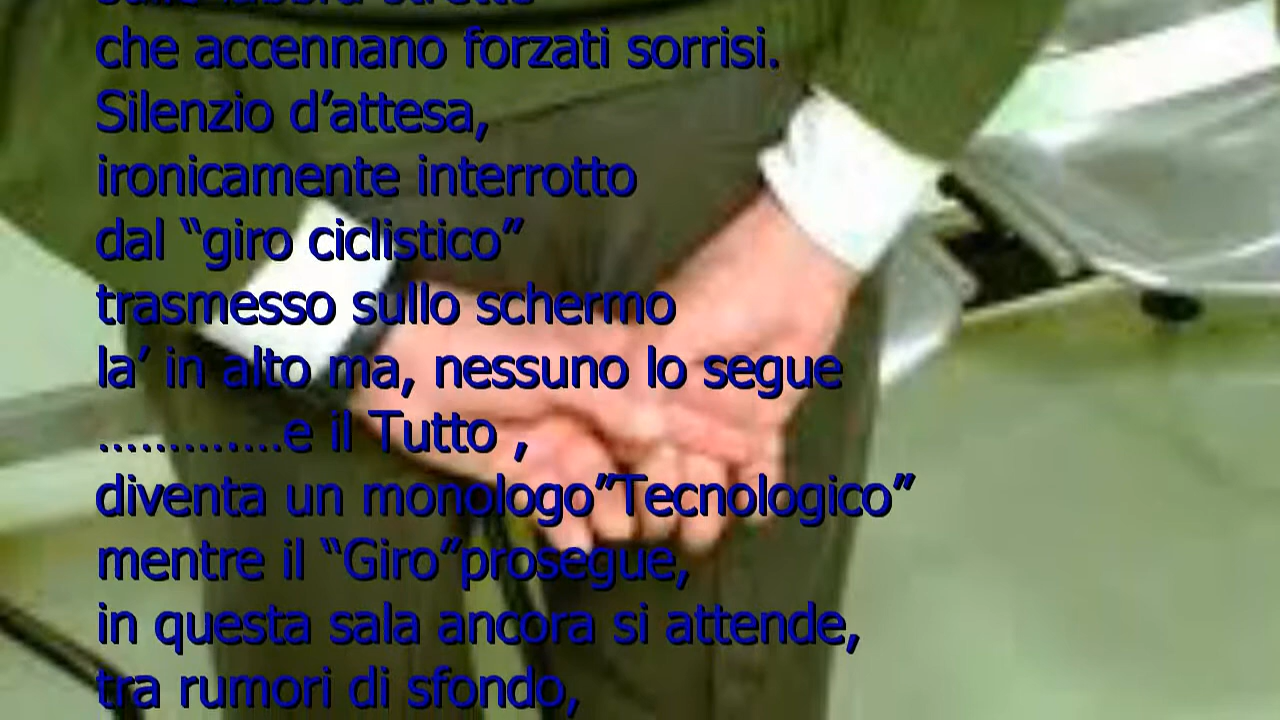 che accennano forzati sorrisi.
Silenzio d’attesa,
ironicamente interrotto
dal “giro ciclistico”
trasmesso sullo schermo
la’ in alto ma, nessuno lo segue
………….e il Tutto ,
diventa un monologo”Tecnologico”
mentre il “Giro”prosegue,
in questa sala ancora si attende,
tra rumori di sfondo,